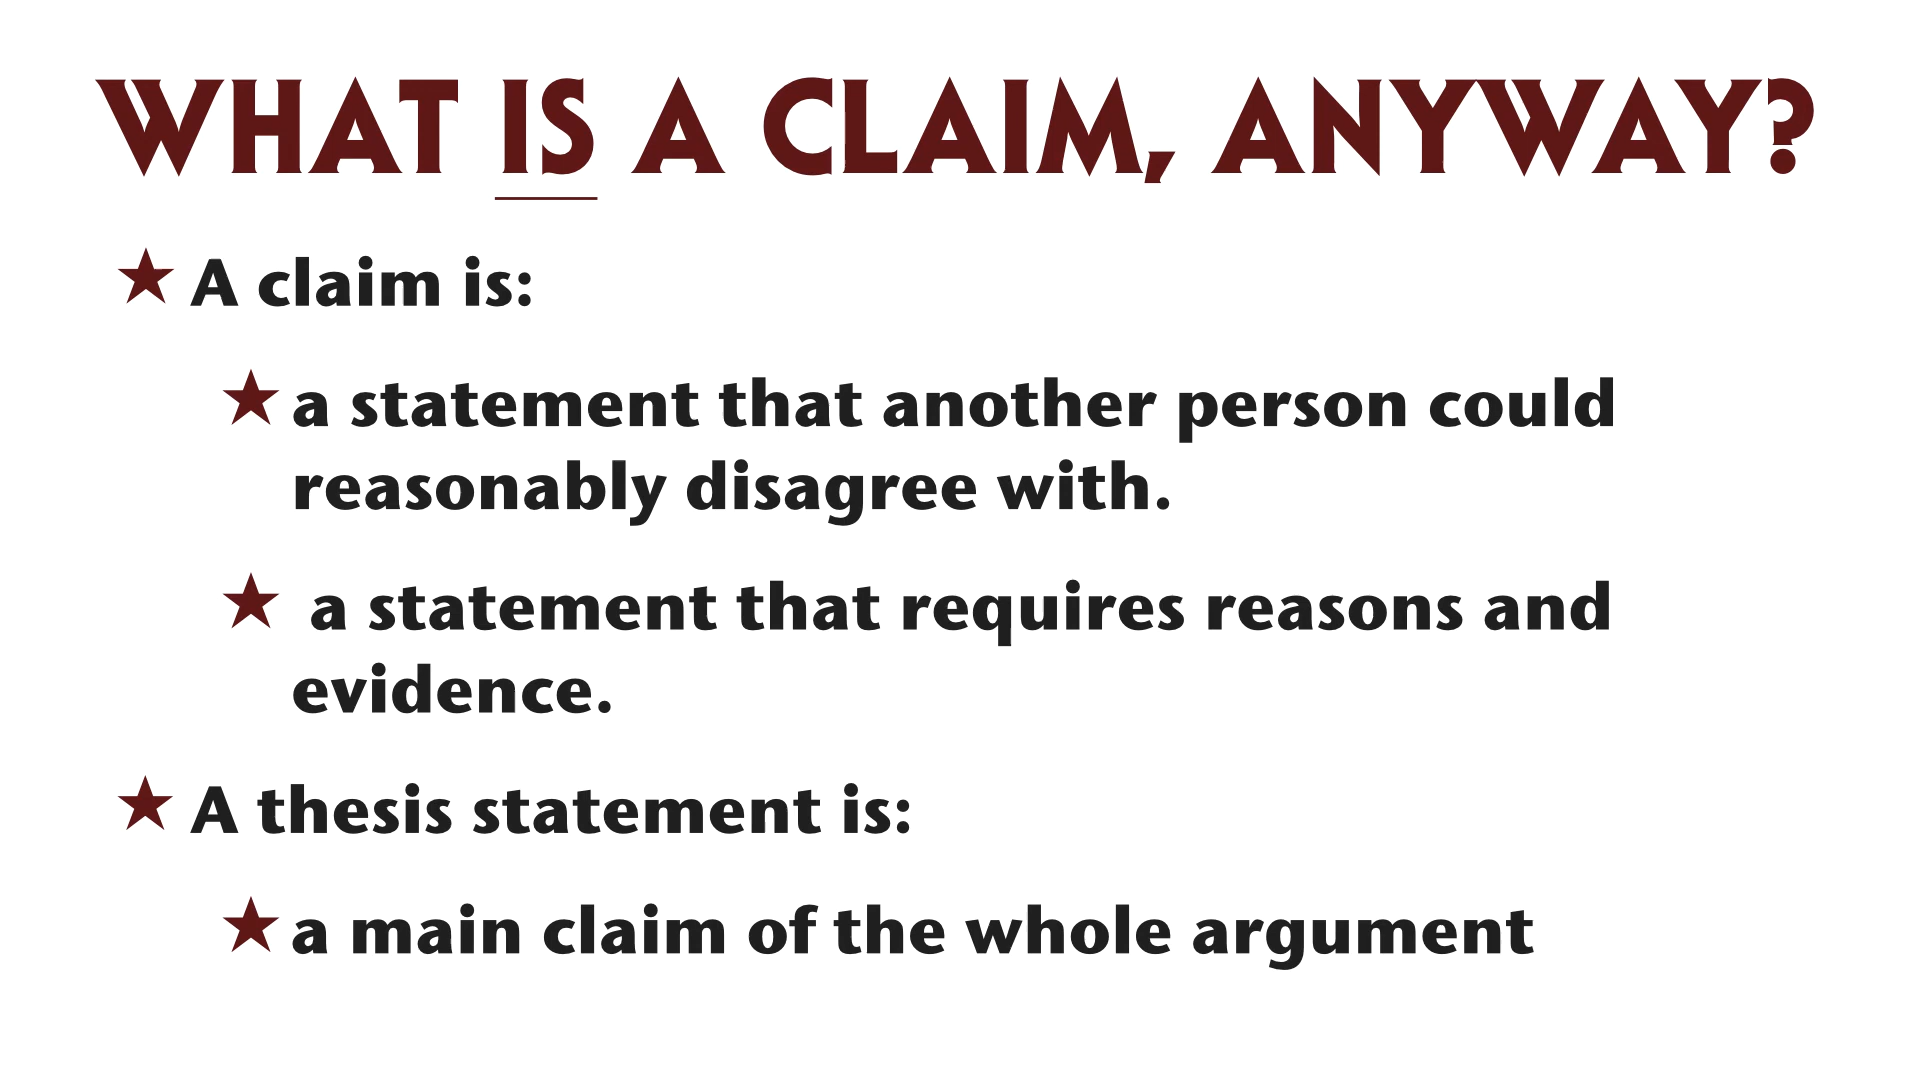 WHAT IS A CLAIM, ANYWAY?
★ A claim is:
★ a statement that another person could
reasonably disagree with.
★ a statement that requires reasons and
evidence.
★ A thesis statement is:
★ a main claim of the whole argument